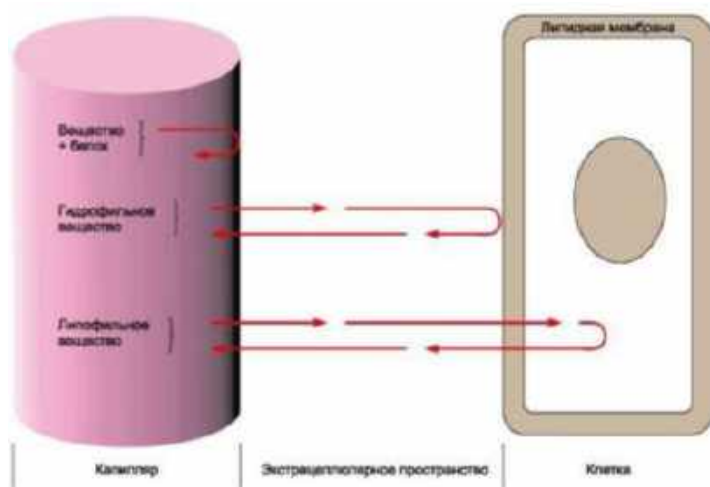 Липидная мембрана
Вещество
+ белок
Гидрофильное
вещество
Липофильное
вещество
Капилляр
Экстрацеллюлярное пространство
Клетка